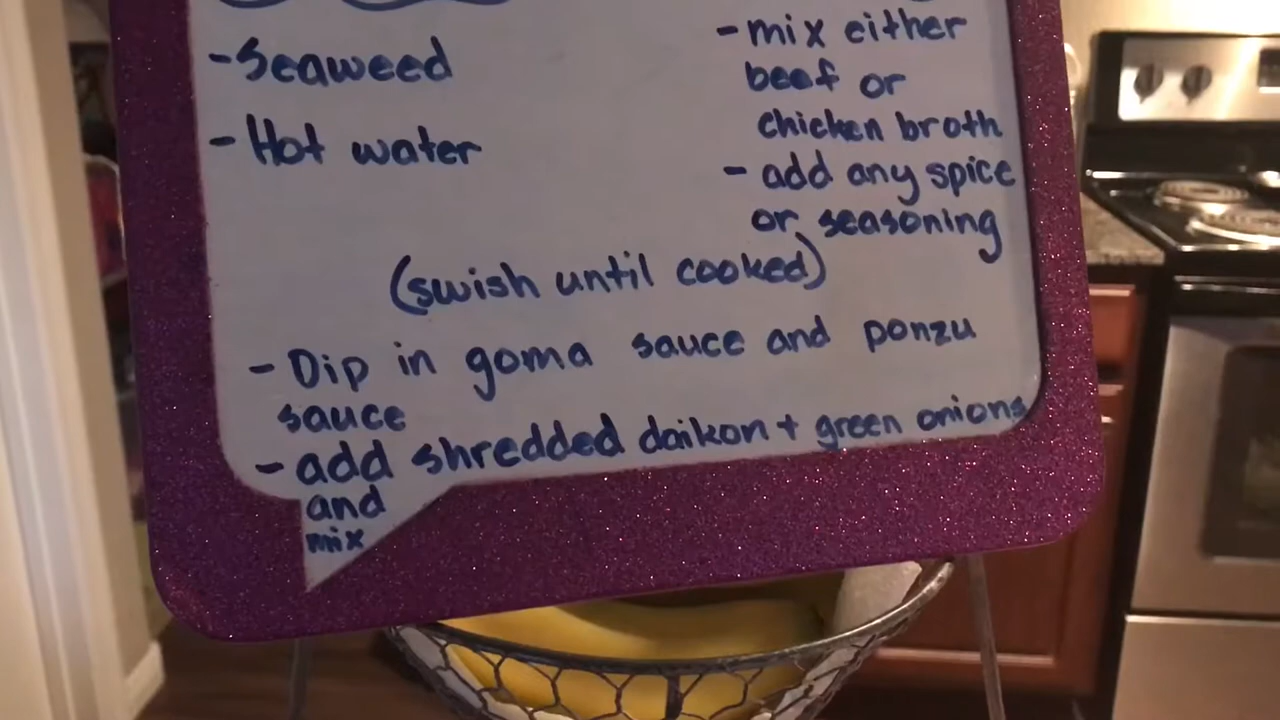 - Seaweed
- Hot water
- mix either
beef or
chicken broth
- add any spice
or seasoning
(swish until cooked)
- Dip in goma sauce and ponzu
sauce
- add shredded daikon + green onions
and
mix